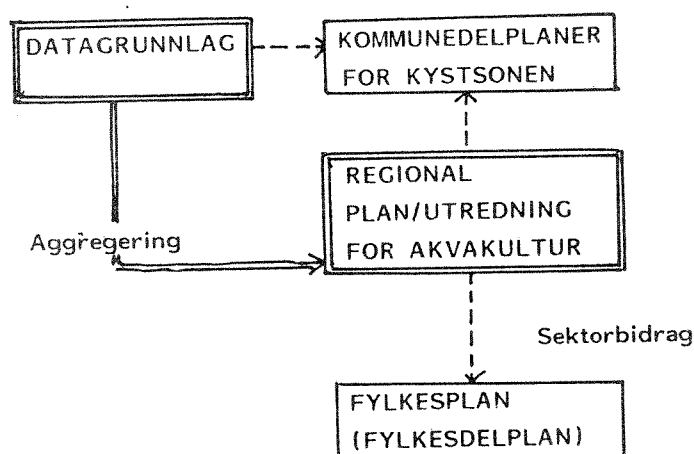 DATAGRUNNLAG
KOMMUNEDELPLANER
FOR KYSTSONEN
REGIONAL
PLAN/UTREDNING
FOR AKVAKULTUR
Aggregering
Sektorbidrag
FYLKESPLAN
(FYLKESDELPLAN)